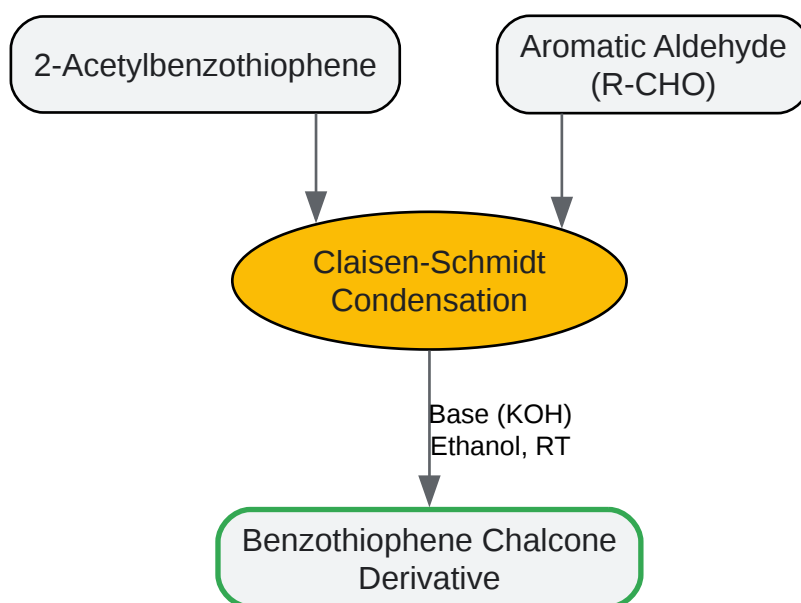 2-Acetylbenzothiophene
Aromatic Aldehyde
(R-CHO)
Claisen-Schmidt
Condensation
Base (KOH)
Ethanol, RT
Benzothiophene Chalcone
Derivative